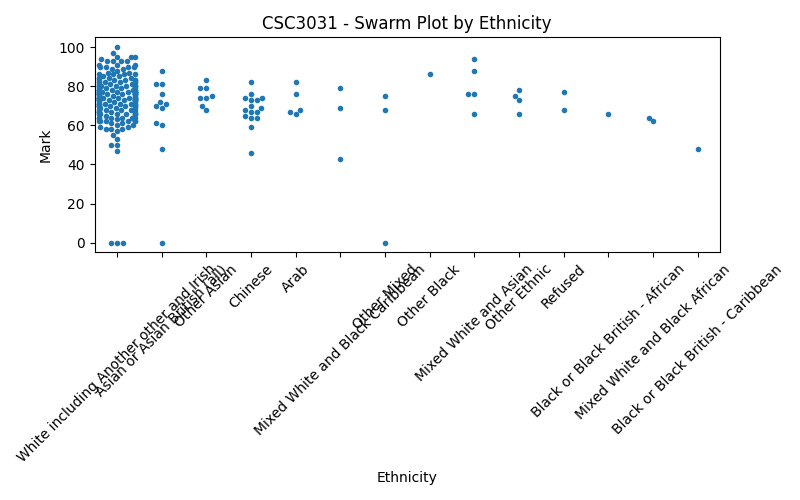 CSC3031 - Swarm Plot by Ethnicity
Mark
100
80
60
40
20
0
White including Another other and Irish
Asian or Asian British (all)
Other Asian
Chinese
Arab
Mixed White and Black Caribbean
Other Mixed
Other Black
Mixed White and Asian
Other Ethnic
Refused
Black or Black British - African
Mixed White and Black African
Black or Black British - Caribbean
Ethnicity